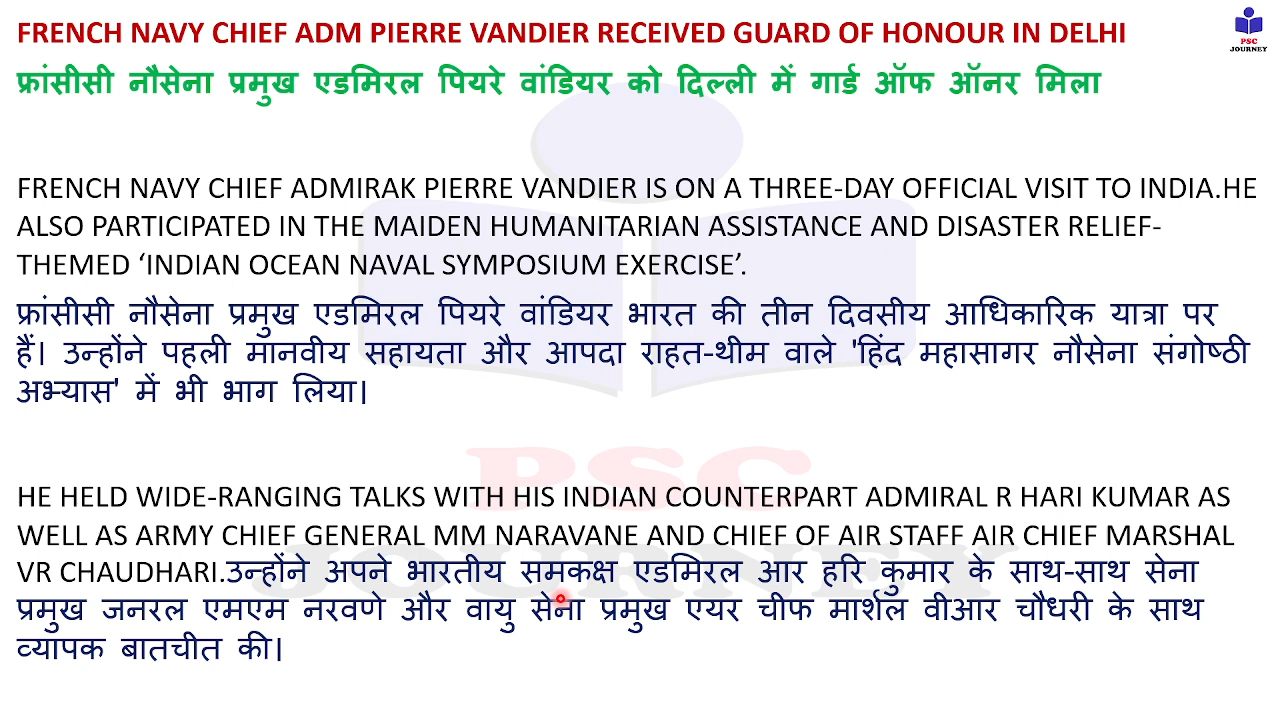 FRENCH NAVY CHIEF ADM PIERRE VANDIER RECEIVED GUARD OF HONOUR IN DELHI
PSC
JOURNEY
फ्रांसीसी नौसेना प्रमुख एडमिरल पियरे वांडियर को दिल्ली में गार्ड ऑफ ऑनर मिला
FRENCH NAVY CHIEF ADMIRAK PIERRE VANDIER IS ON A THREE-DAY OFFICIAL VISIT TO INDIA.HE
ALSO PARTICIPATED IN THE MAIDEN HUMANITARIAN ASSISTANCE AND DISASTER RELIEF-
THEMED ‘INDIAN OCEAN NAVAL SYMPOSIUM EXERCISE’.
फ्रांसीसी नौसेना प्रमुख एडमिरल पियरे वांडियर भारत की तीन दिवसीय आधिकारिक यात्रा पर
हैं। उन्होंने पहली मानवीय सहायता और आपदा राहत-थीम वाले 'हिंद महासागर नौसेना संगोष्ठी
अभ्यास' में भी भाग लिया।
PSC
JOURNEY
HE HELD WIDE-RANGING TALKS WITH HIS INDIAN COUNTERPART ADMIRAL R HARI KUMAR AS
WELL AS ARMY CHIEF GENERAL MM NARAVANE AND CHIEF OF AIR STAFF AIR CHIEF MARSHAL
VR CHAUDHARI.उन्होंने अपने भारतीय समकक्ष एडमिरल आर हरि कुमार के साथ-साथ सेना
प्रमुख जनरल एमएम नरवणे और वायु सेना प्रमुख एयर चीफ मार्शल वीआर चौधरी के साथ
व्यापक बातचीत की।